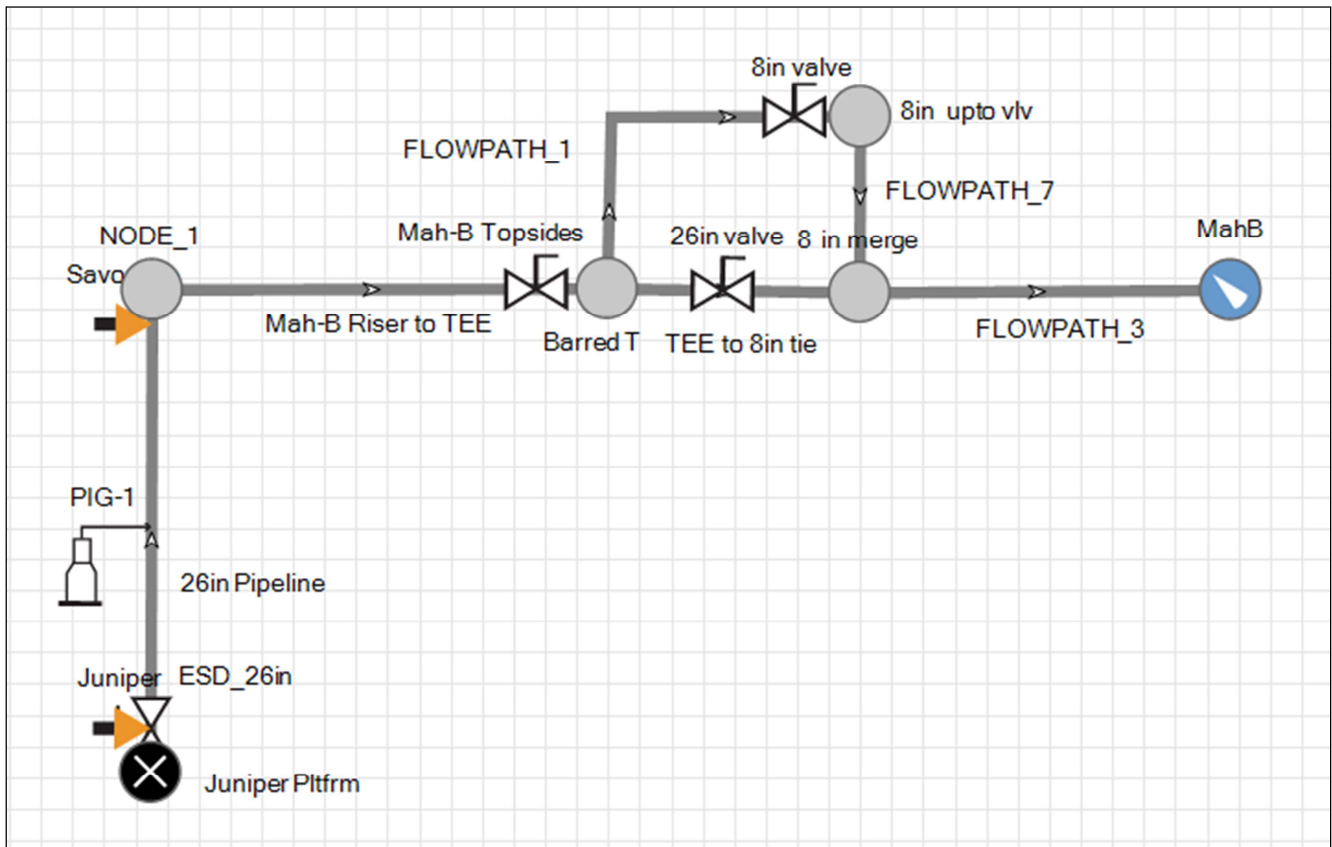 8in valve
8in upto vlv
FLOWPATH_1
FLOWPATH_7
NODE_1
Mah-B Topsides
26in valve
8 in merge
MahB
Savo
Mah-B Riser to TEE
Barred T
TEE to 8in tie
FLOWPATH_3
PIG-1
26in Pipeline
Juniper
ESD_26in
Juniper Pltfrm